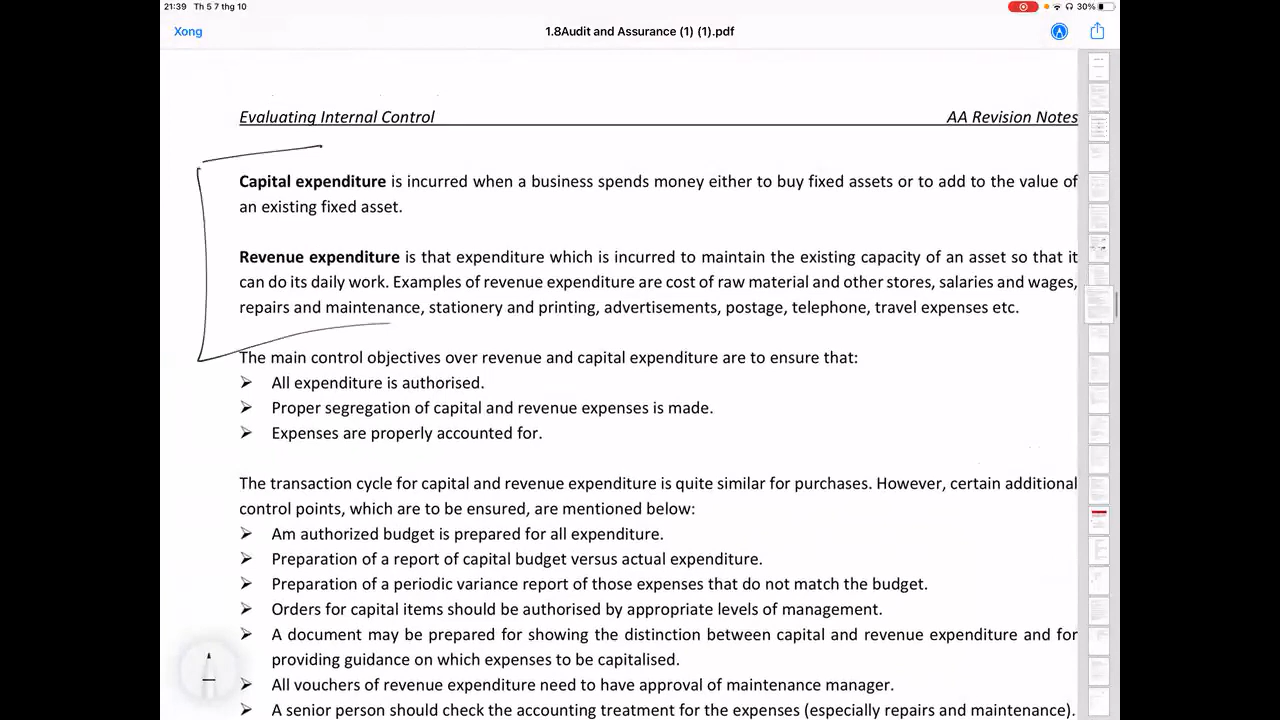 21:39 Th 5 7 thg 10
30%
Xong
1.8Audit and Assurance (1) (1).pdf
Evaluating Internal Control
AA Revision Notes
Capital expenditure is incurred when a business spends money either to buy fixed assets or to add to the value of
an existing fixed asset.
Revenue expenditure is that expenditure which is incurred to maintain the existing capacity of an asset so that it
can do its daily work. Examples of revenue expenditure are cost of raw material and other stores, salaries and wages,
repairs or maintenance, stationery and printing, advertisements, postage, telephone, travel expenses etc.
The main control objectives over revenue and capital expenditure are to ensure that:
➢ All expenditure is authorised.
➢ Proper segregation of capital and revenue expenses is made.
➢ Expenses are properly accounted for.
The transaction cycle for capital and revenue expenditure is quite similar for purchases. However, certain additional
control points, which are to be ensured, are mentioned below:
➢ An authorized budget is prepared for all expenditure.
➢ Preparation of a report of capital budget versus actual expenditure.
➢ Preparation of a periodic variance report of those expenses that do not match the budget.
➢ Orders for capital items should be authorised by appropriate levels of management.
➢ A document must be prepared for showing the distinction between capital and revenue expenditure and for
providing guidance on which expenses to be capitalised.
➢ All vouchers of revenue expenditure need to have approval of maintenance manager.
➢ A senior person should check the accounting treatment for the expenses (especially repairs and maintenance).